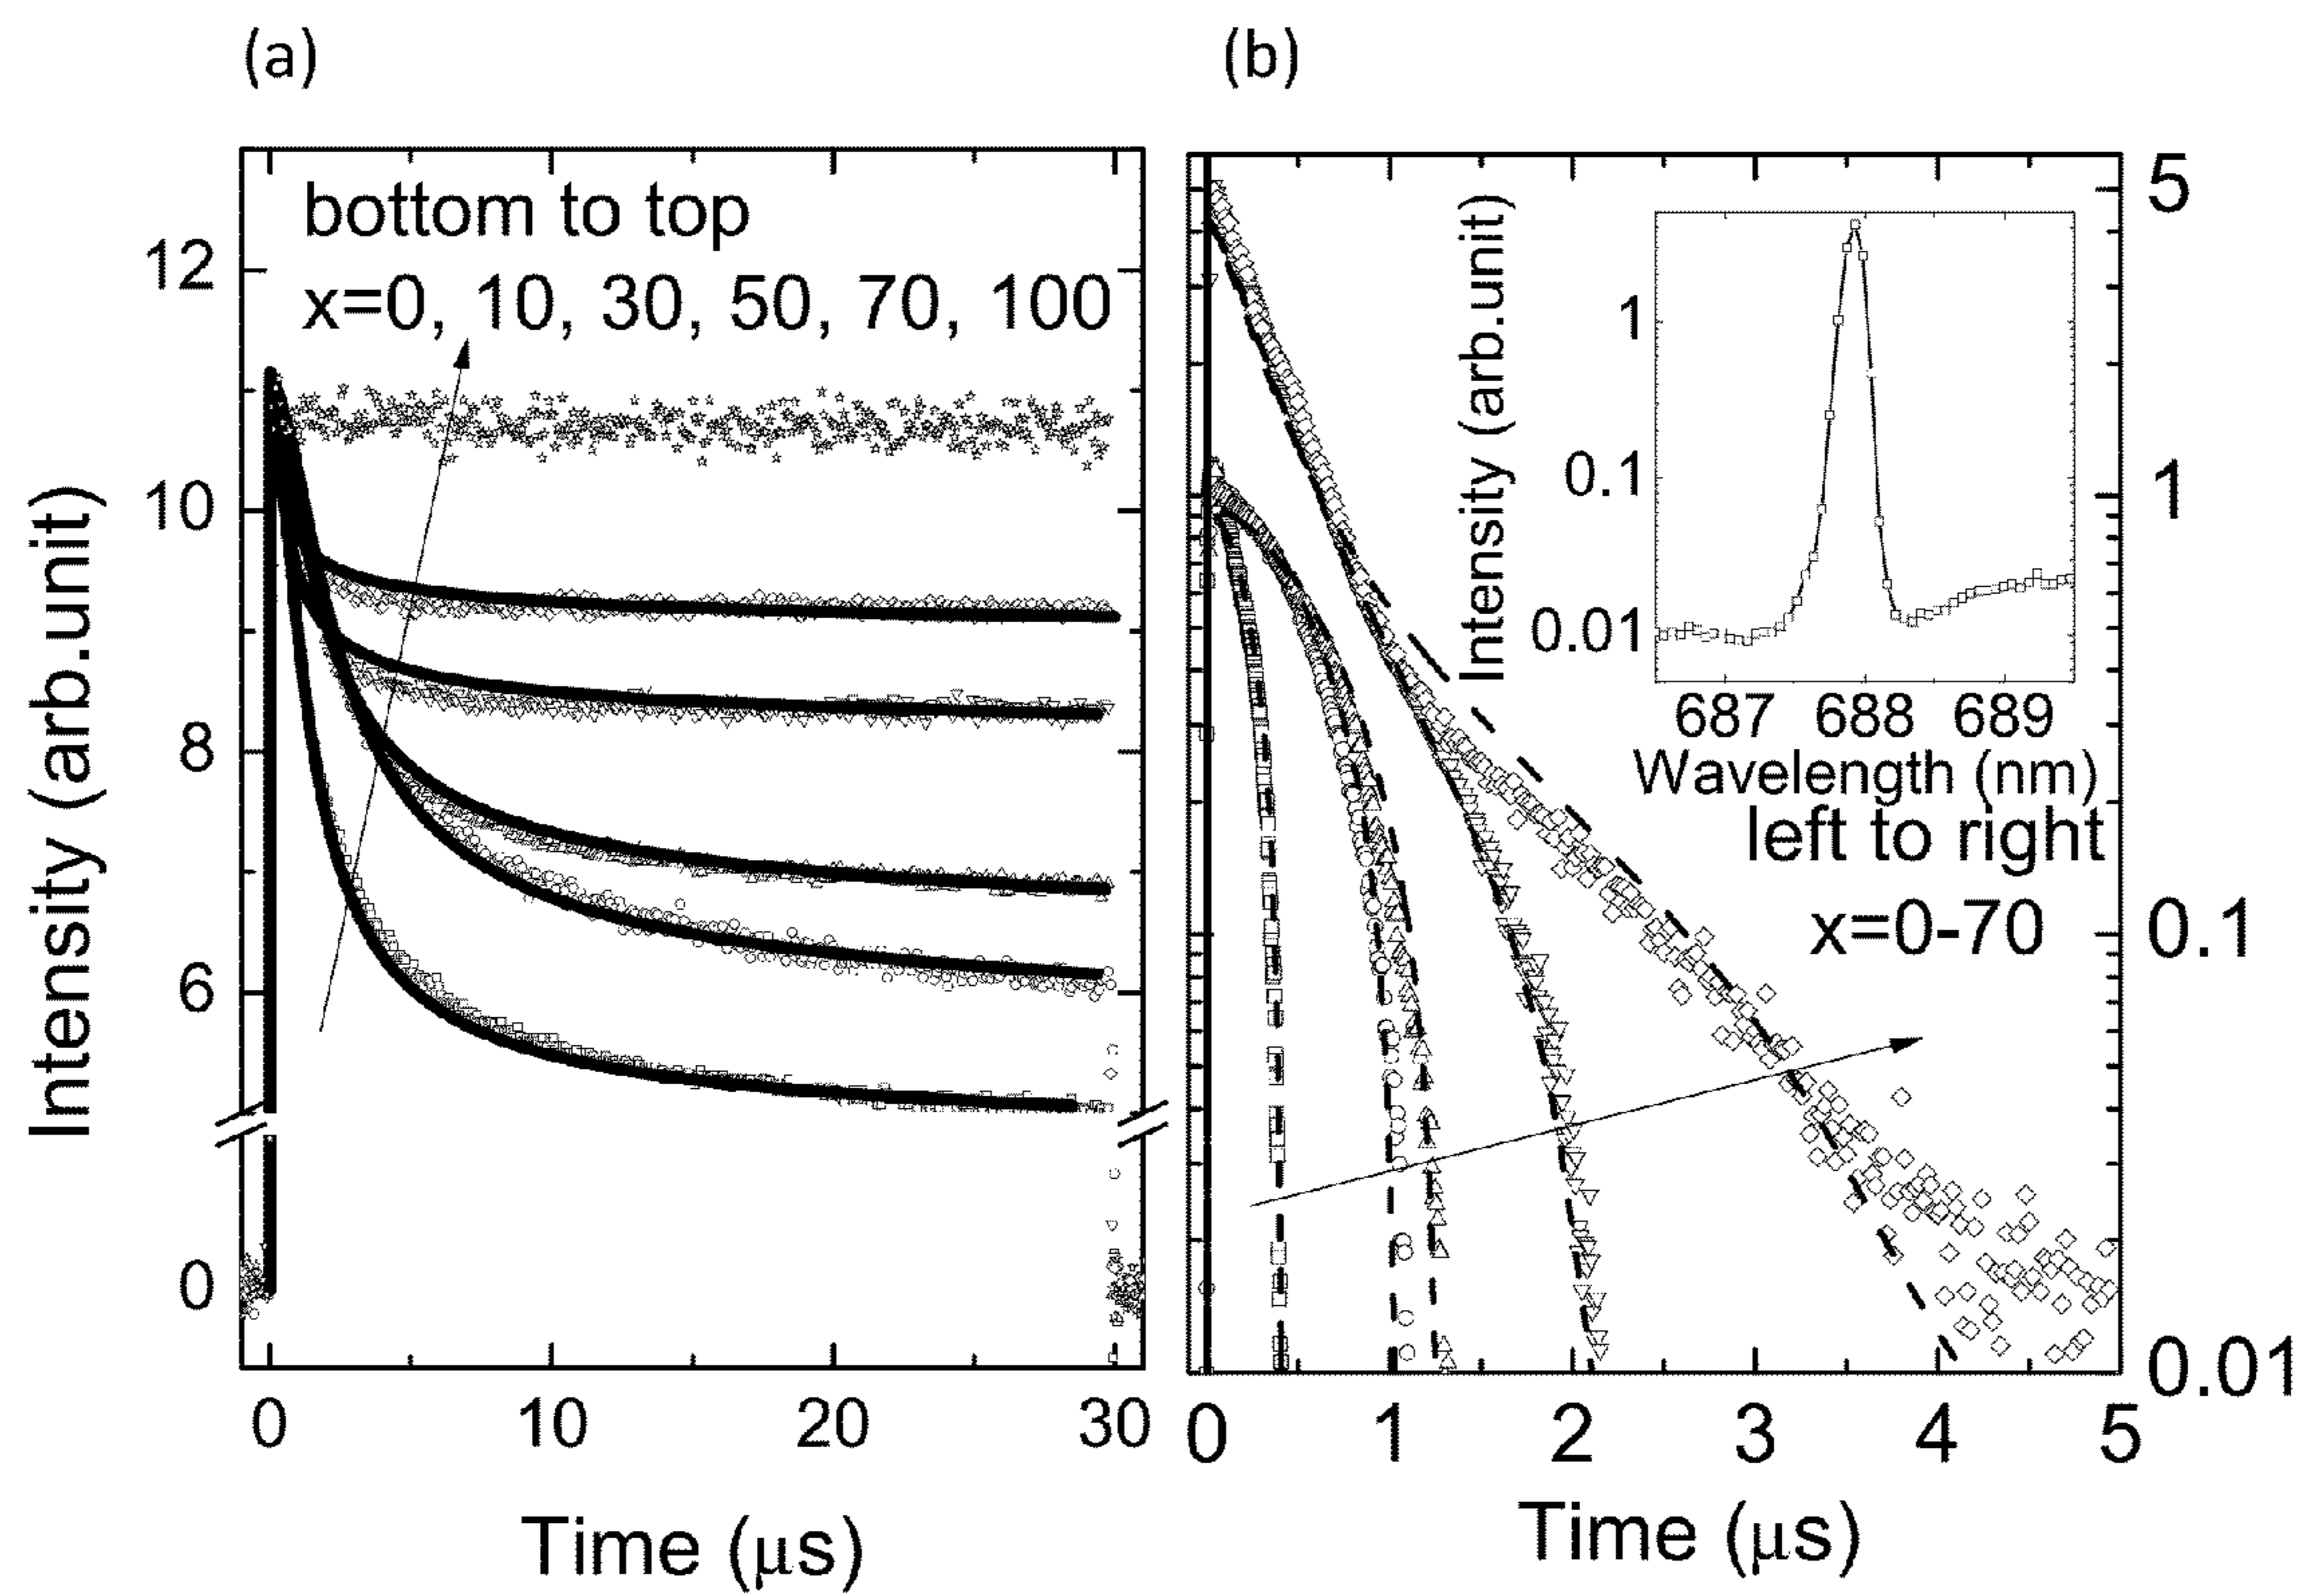 (a)
bottom to top
x=0, 10, 30, 50, 70, 100
12
10
8
6
0
Intensity (arb.unit)
0 10 20 30
Time (μs)
(b)
5
1
0.1
0.01
Intensity (arb.unit)
1
0.1
0.01
687 688 689
Wavelength (nm)
left to right
x=0-70
0 1 2 3 4 5
Time (μs)